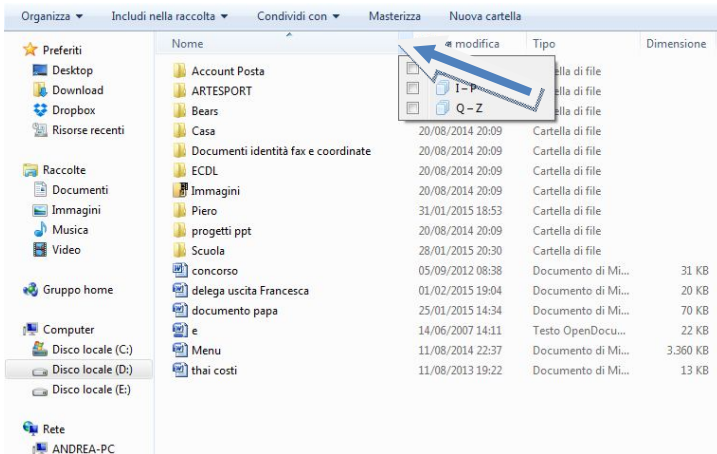 Organizza Includi nella raccolta Condividi con Masterizza Nuova cartella
Nome modifica Tipo Dimensione
Preferiti
Desktop
Download
Dropbox
Risorse recenti
Raccolte
Documenti
Immagini
Musica
Video
Gruppo home
Computer
Disco locale (C:)
Disco locale (D:)
Disco locale (E:)
Rete
ANDREA-PC
I – P
Q – Z
Account Posta ella di file
ARTESPORT ella di file
Bears ella di file
Casa 20/08/2014 20:09 Cartella di file
Documenti identità fax e coordinate 20/08/2014 20:09 Cartella di file
ECDL 20/08/2014 20:09 Cartella di file
Immagini 20/08/2014 20:09 Cartella di file
Piero 31/01/2015 18:53 Cartella di file
progetti ppt 20/08/2014 20:09 Cartella di file
Scuola 28/01/2015 20:30 Cartella di file
concorso 05/09/2012 08:38 Documento di Mi... 31 KB
delega uscita Francesca 01/02/2015 19:04 Documento di Mi... 20 KB
documento papa 25/01/2015 14:34 Documento di Mi... 70 KB
e 14/06/2007 14:11 Testo OpenDocu... 22 KB
Menu 11/08/2014 22:37 Documento di Mi... 3.360 KB
thai costi 11/08/2013 19:22 Documento di Mi... 13 KB